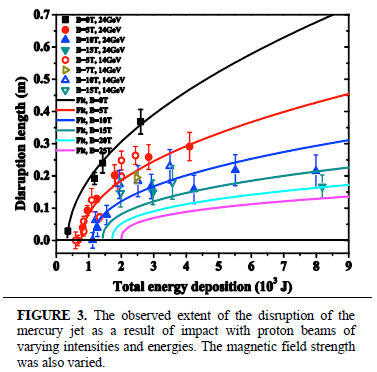 0.7
0.6
0.5
0.4
0.3
0.2
0.1
0.0
Disruption length (m)
B=0T, 24GeV
B=5T, 24GeV
B=10T, 24GeV
B=15T, 24GeV
B=5T, 14GeV
B=7T, 14GeV
B=10T, 14GeV
B=15T, 14GeV
Fit, B=0T
Fit, B=5T
Fit, B=10T
Fit, B=15T
Fit, B=20T
Fit, B=25T
0 1 2 3 4 5 6 7 8 9
Total energy deposition (10³ J)
FIGURE 3. The observed extent of the disruption of the
mercury jet as a result of impact with proton beams of
varying intensities and energies. The magnetic field strength
was also varied.